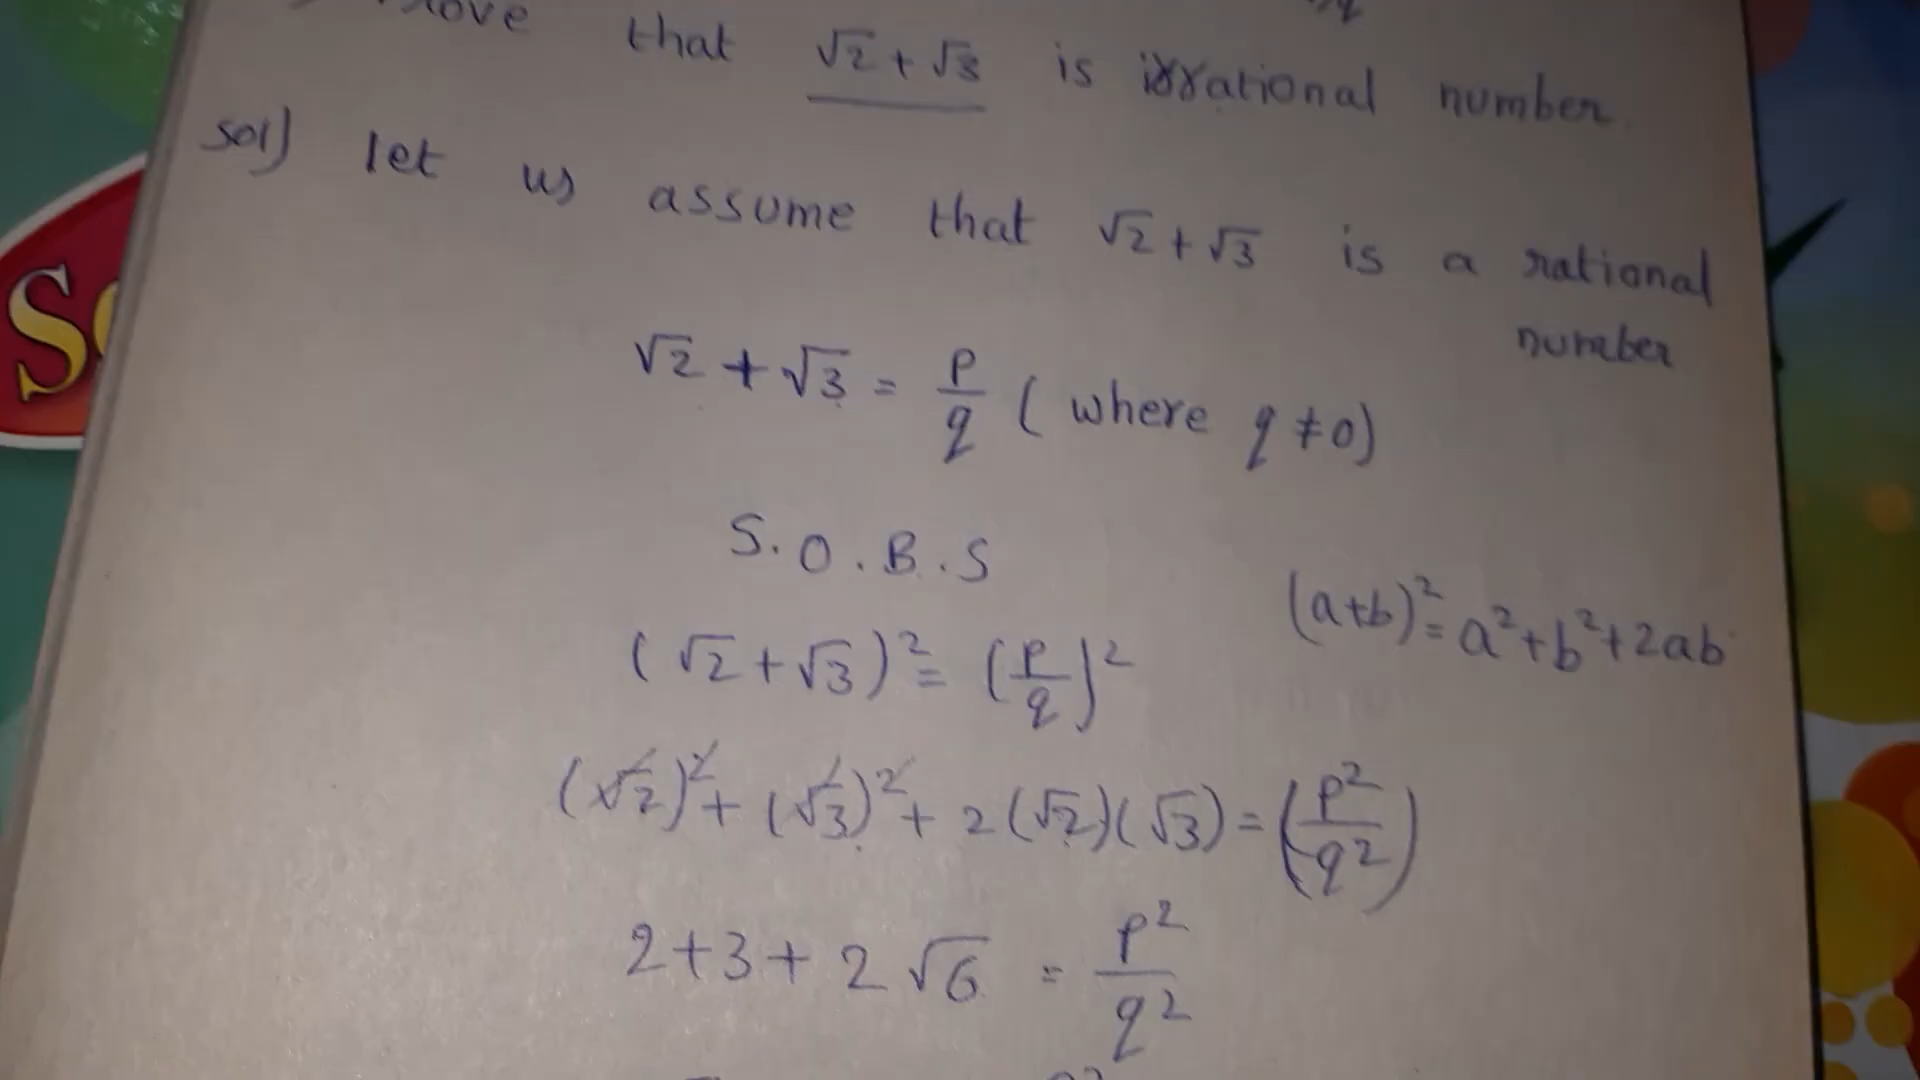 that √2 + √3 is irrational number
sol) let us assume that √2 + √3 is a rational
number
√2 + √3 = p/q ( where q ≠ 0)
S.O.B.S
(a+b)² = a² + b² + 2ab
( √2 + √3 )² = (p/q)²
(√2)² + (√3)² + 2(√2)(√3) = (p²/q²)
2 + 3 + 2 √6 = p²/q²